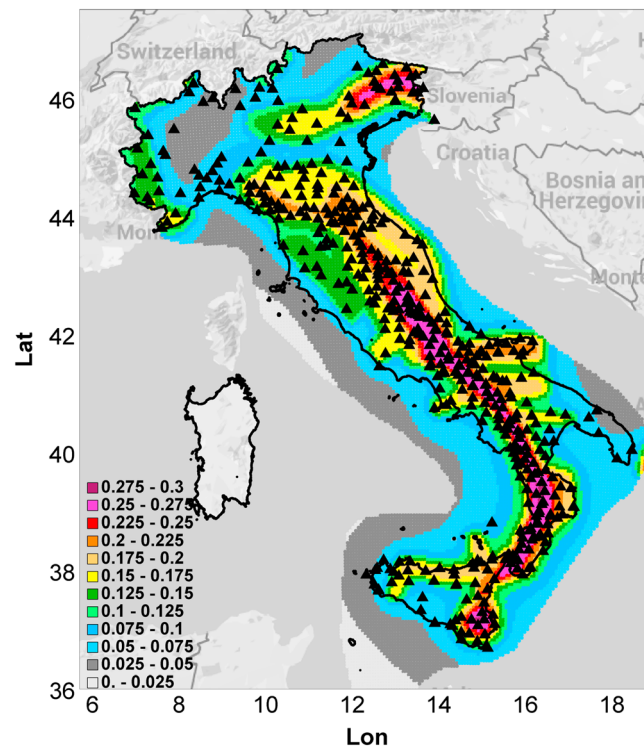 Switzerland
46
Slovenia
Croatia
Bosnia an
Herzegovin
44
Mon
Monte
Lat
42
40
0.275 - 0.3
0.25 - 0.275
0.225 - 0.25
0.2 - 0.225
0.175 - 0.2
0.15 - 0.175
0.125 - 0.15
0.1 - 0.125
0.075 - 0.1
0.05 - 0.075
0.025 - 0.05
0. - 0.025
38
36
6 8 10 12 14 16 18
Lon